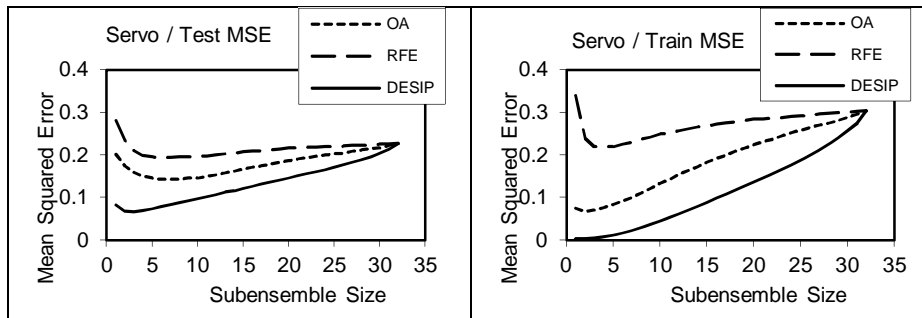 Servo / Test MSE
OA
RFE
DESIP
Mean Squared Error
0.4
0.3
0.2
0.1
0
0 5 10 15 20 25 30 35
Subensemble Size
Servo / Train MSE
OA
RFE
DESIP
Mean Squared Error
0.4
0.3
0.2
0.1
0
0 5 10 15 20 25 30 35
Subensemble Size